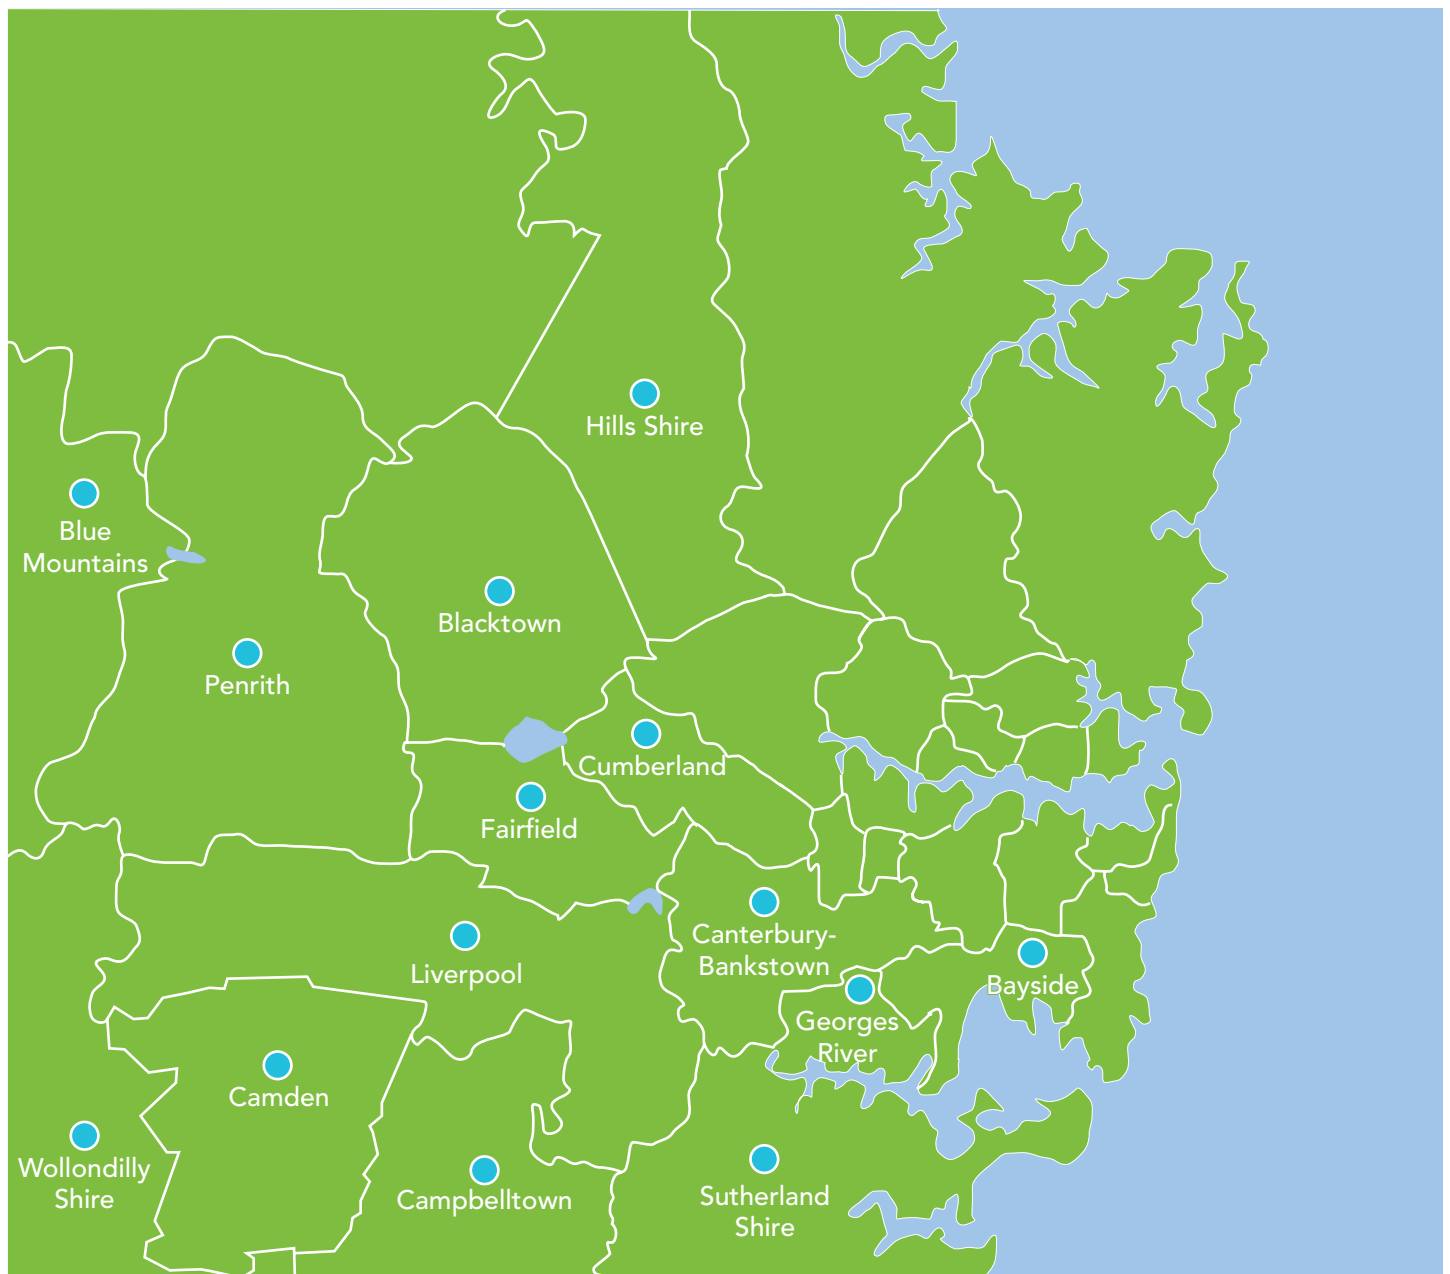 Hills Shire
Blue
Mountains
Blacktown
Penrith
Cumberland
Fairfield
Canterbury-
Bankstown
Liverpool
Bayside
Georges
River
Camden
Wollondilly
Shire
Campbelltown
Sutherland
Shire